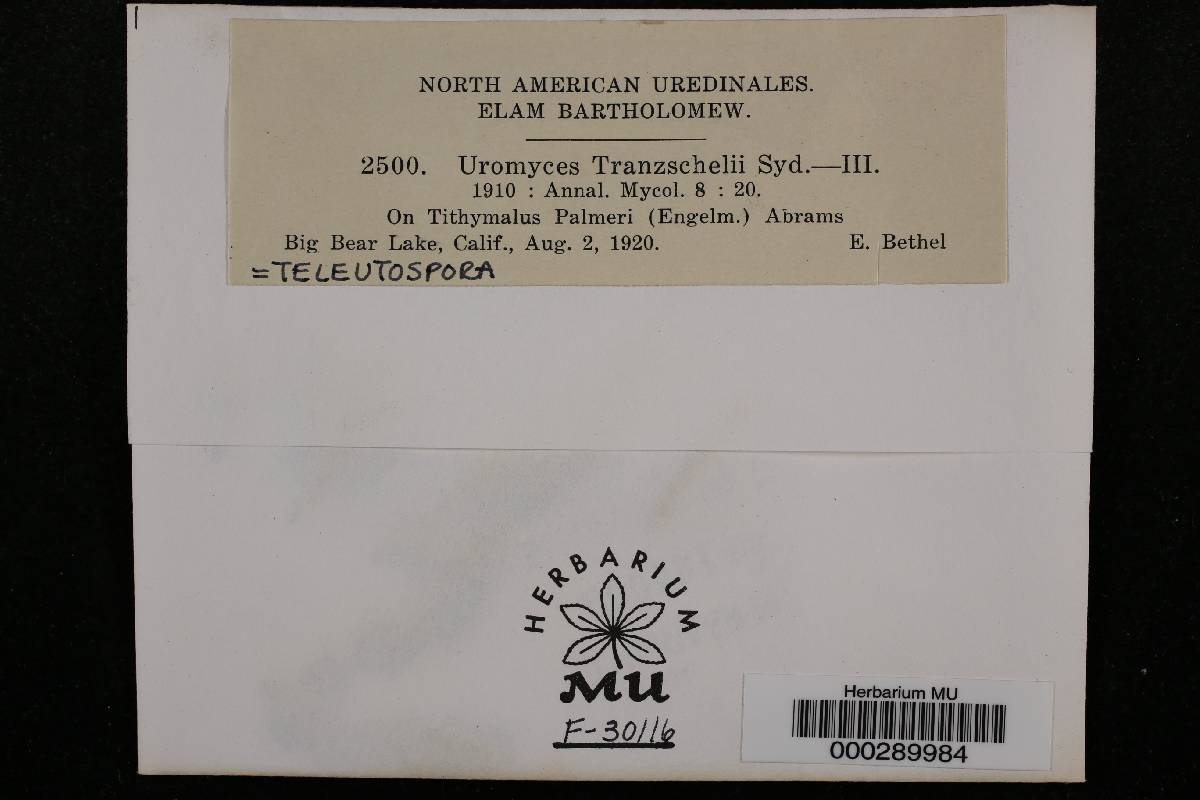 NORTH AMERICAN UREDINALES.
ELAM BARTHOLOMEW.
2500. Uromyces Tranzschelii Syd.—III.
1910 : Annal. Mycol. 8 : 20.
On Tithymalus Palmeri (Engelm.) Abrams
Big Bear Lake, Calif., Aug. 2, 1920. E. Bethel
=TELEUTOSPORA
HERBARIUM
MU
F-30116
Herbarium MU
000289984